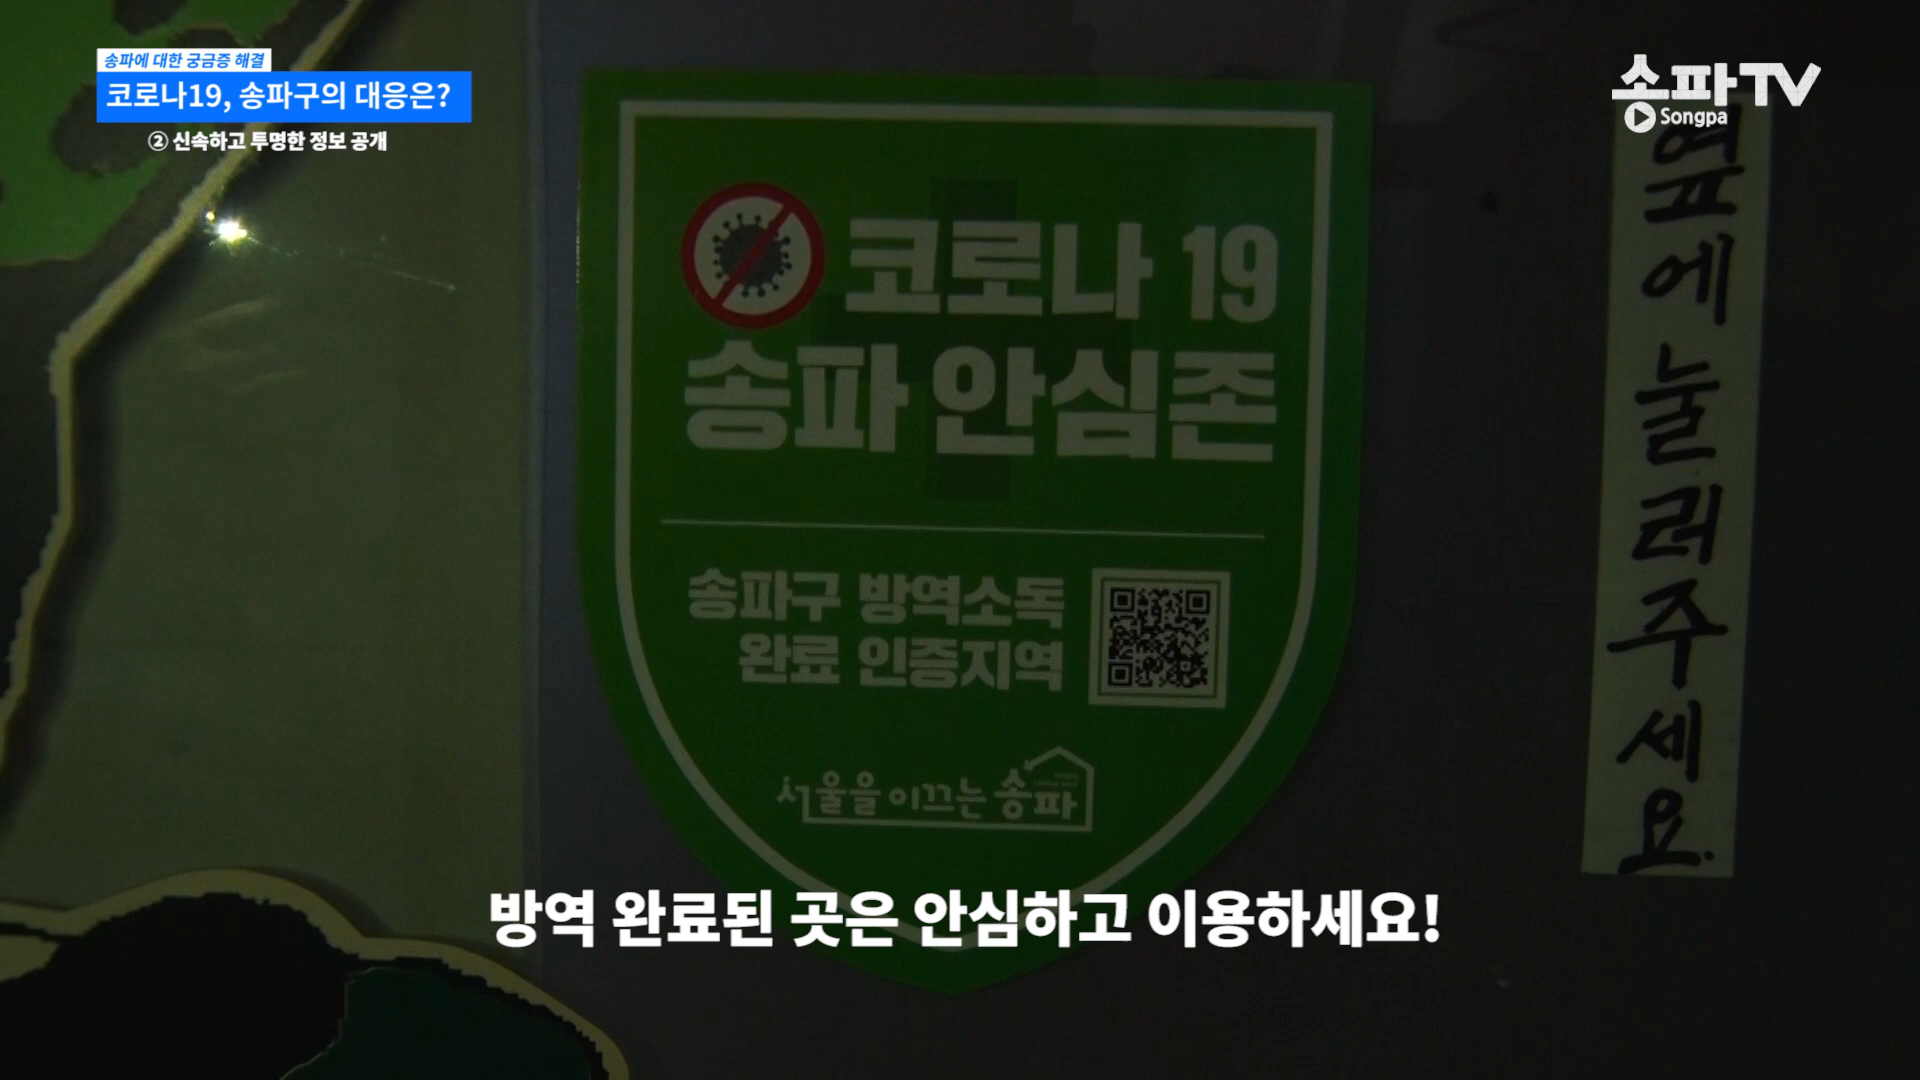 송파에 대한 궁금증 해결
코로나19, 송파구의 대응은?
② 신속하고 투명한 정보 공개
송파TV
Songpa
코로나 19
송파 안심존
송파구 방역소독
완료 인증지역
서울을 이끄는 송파
옆에 눌러주세요.
방역 완료된 곳은 안심하고 이용하세요!